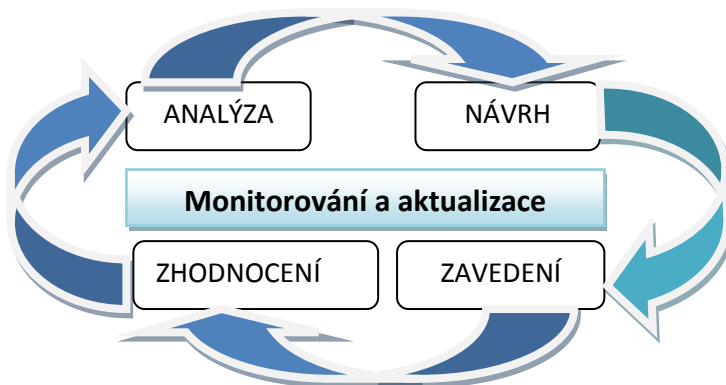 ANALÝZA
NÁVRH
Monitorování a aktualizace
ZHODNOCENÍ
ZAVEDENÍ